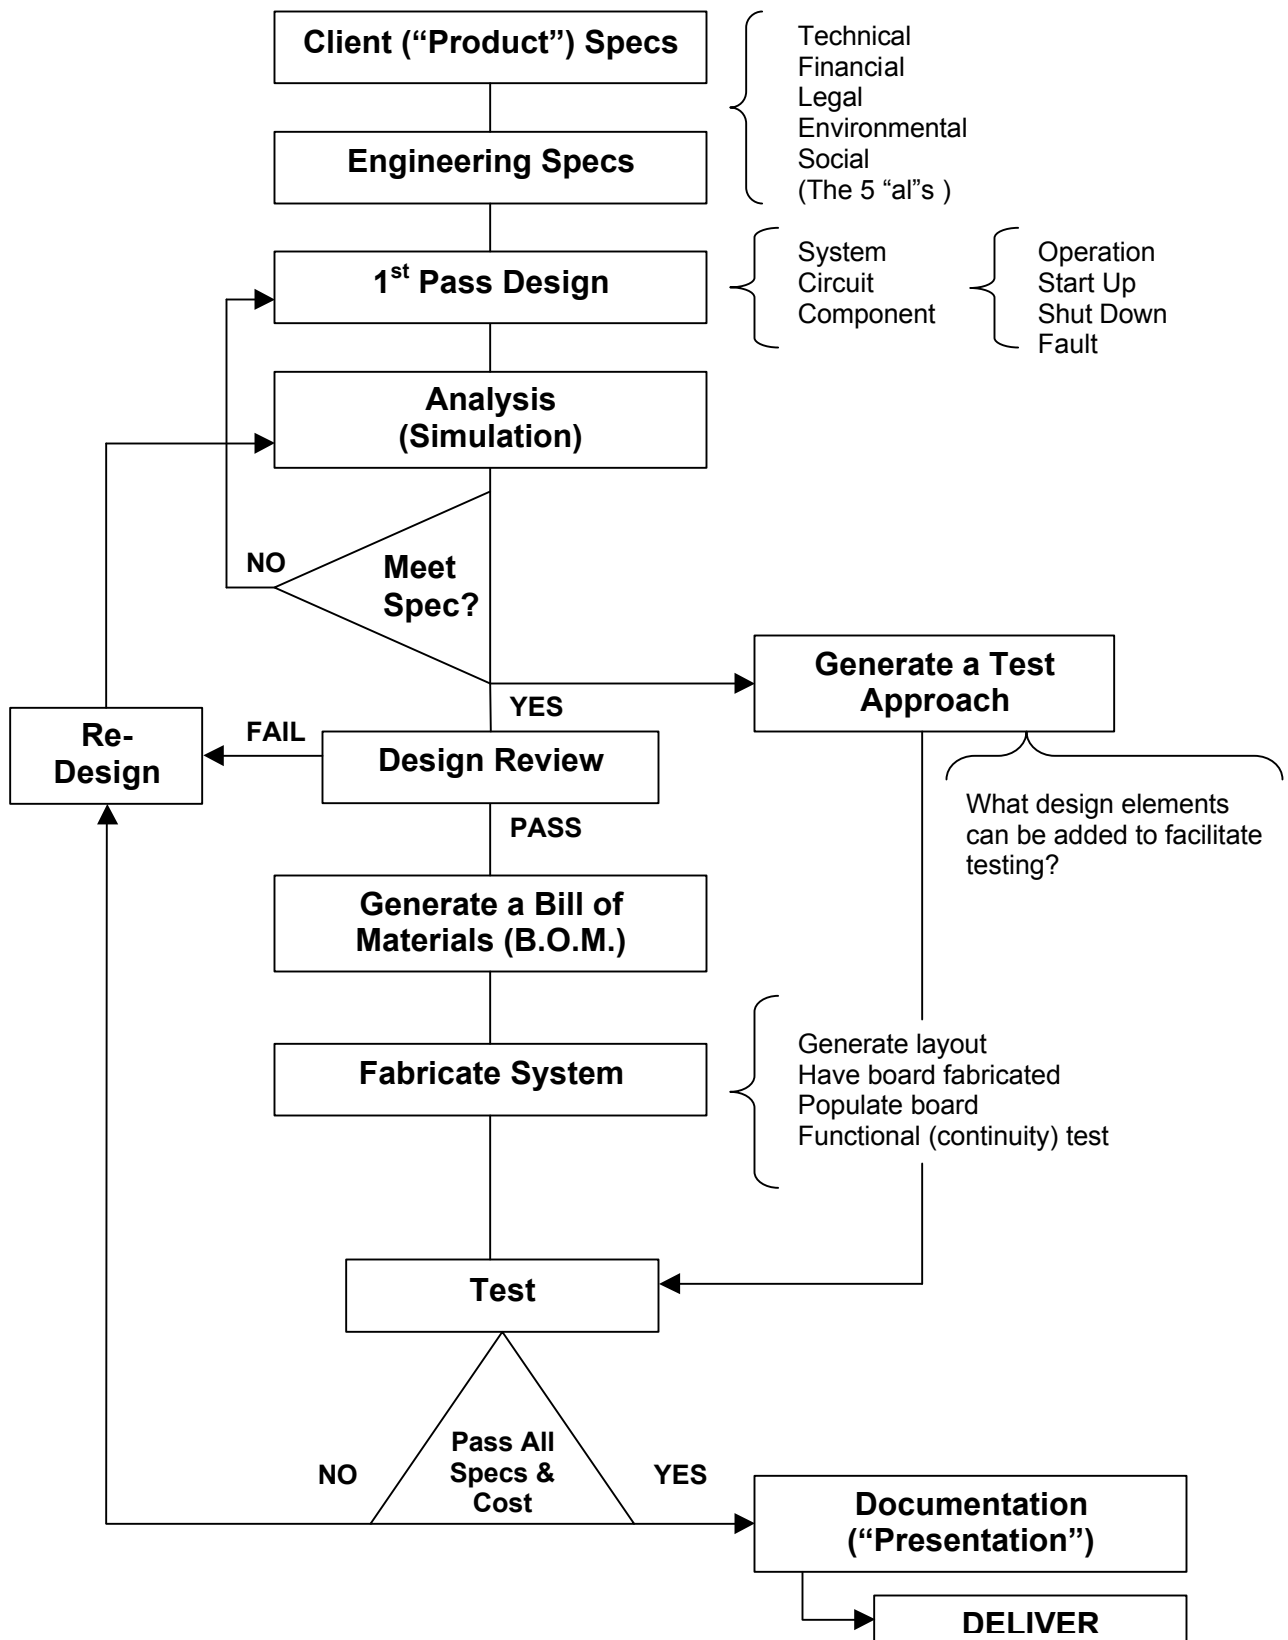 Client (“Product”) Specs
Technical
Financial
Legal
Environmental
Social
(The 5 “al”s )
Engineering Specs
1st Pass Design
System
Circuit
Component
Operation
Start Up
Shut Down
Fault
Analysis
(Simulation)
NO
Meet
Spec?
YES
Generate a Test
Approach
What design elements
can be added to facilitate
testing?
Re-
Design
FAIL
Design Review
PASS
Generate a Bill of
Materials (B.O.M.)
Fabricate System
Generate layout
Have board fabricated
Populate board
Functional (continuity) test
Test
NO
Pass All
Specs &
Cost
YES
Documentation
(“Presentation”)
DELIVER